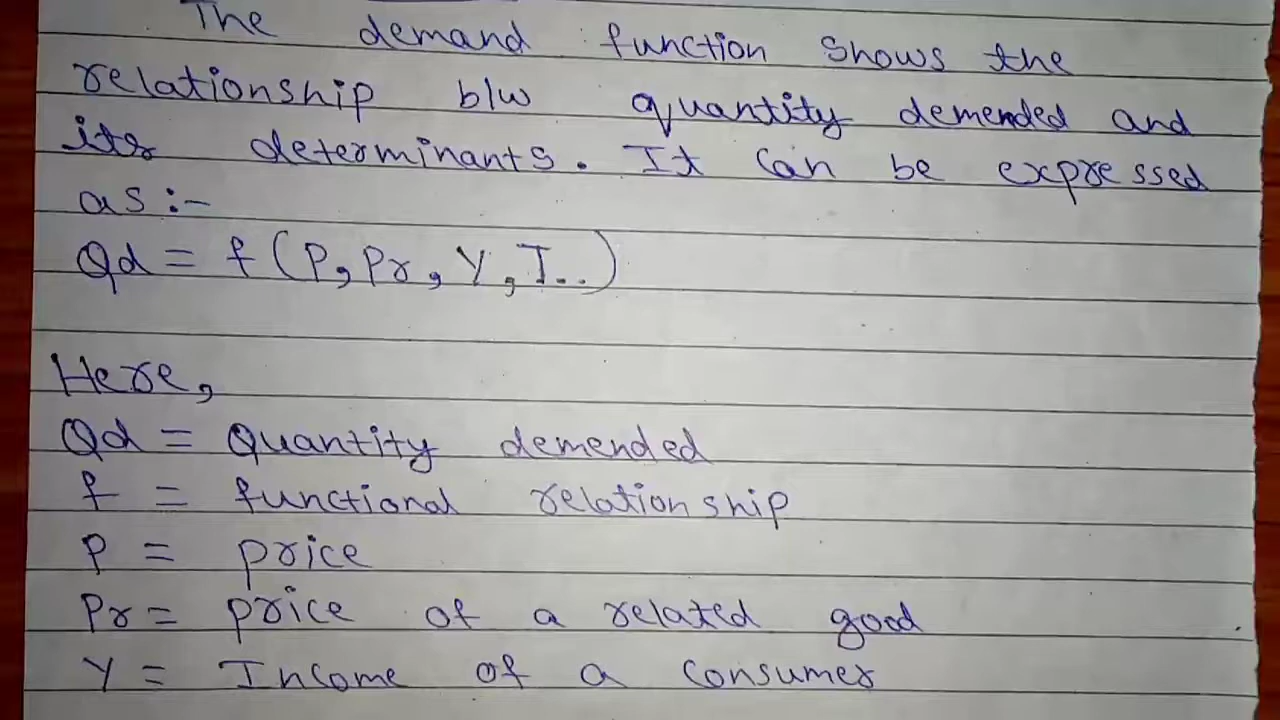 The demand function shows the
relationship b/w quantity demended and
its determinants. It can be expressed
as :-
Qd = f (P, Pr, Y, T..)
Here,
Qd = Quantity demended
f = functional relationship
P = price
Pr = price of a related good
Y = Income of a consumer